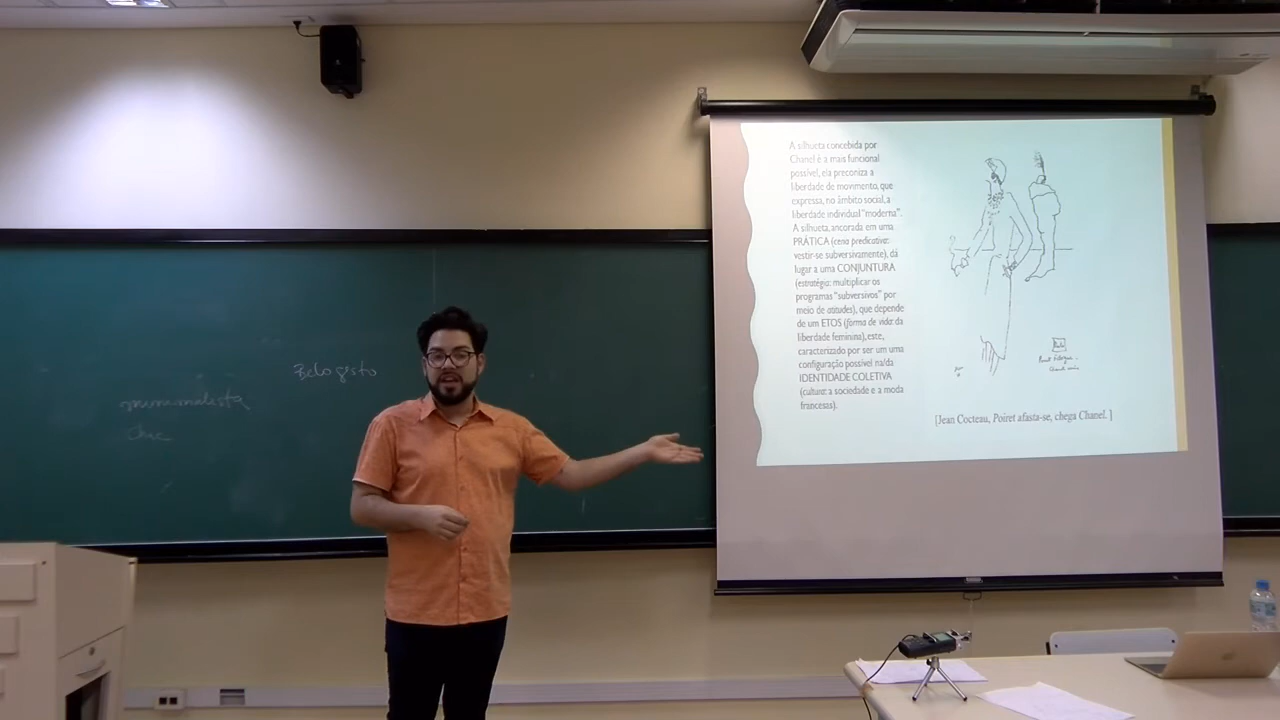 A silhueta concebida por
Chanel é a mais funcional
possível, ela preconiza a
liberdade de movimento, que
expressa, no âmbito social, a
liberdade individual "moderna".
A silhueta, ancorada em uma
PRÁTICA (cena predicativa:
vestir-se subversivamente), dá
lugar a uma CONJUNTURA
(estratégia: multiplicar os
programas "subversivos" por
meio de atitudes), que depende
de um ETOS (forma de vida: da
liberdade feminina), este,
caracterizado por ser um uma
configuração possível na/da
IDENTIDADE COLETIVA
(cultura: a sociedade e a moda
francesas).
[Jean Cocteau, Poiret afasta-se, chega Chanel. ]
Belo gesto
minimalista
chic